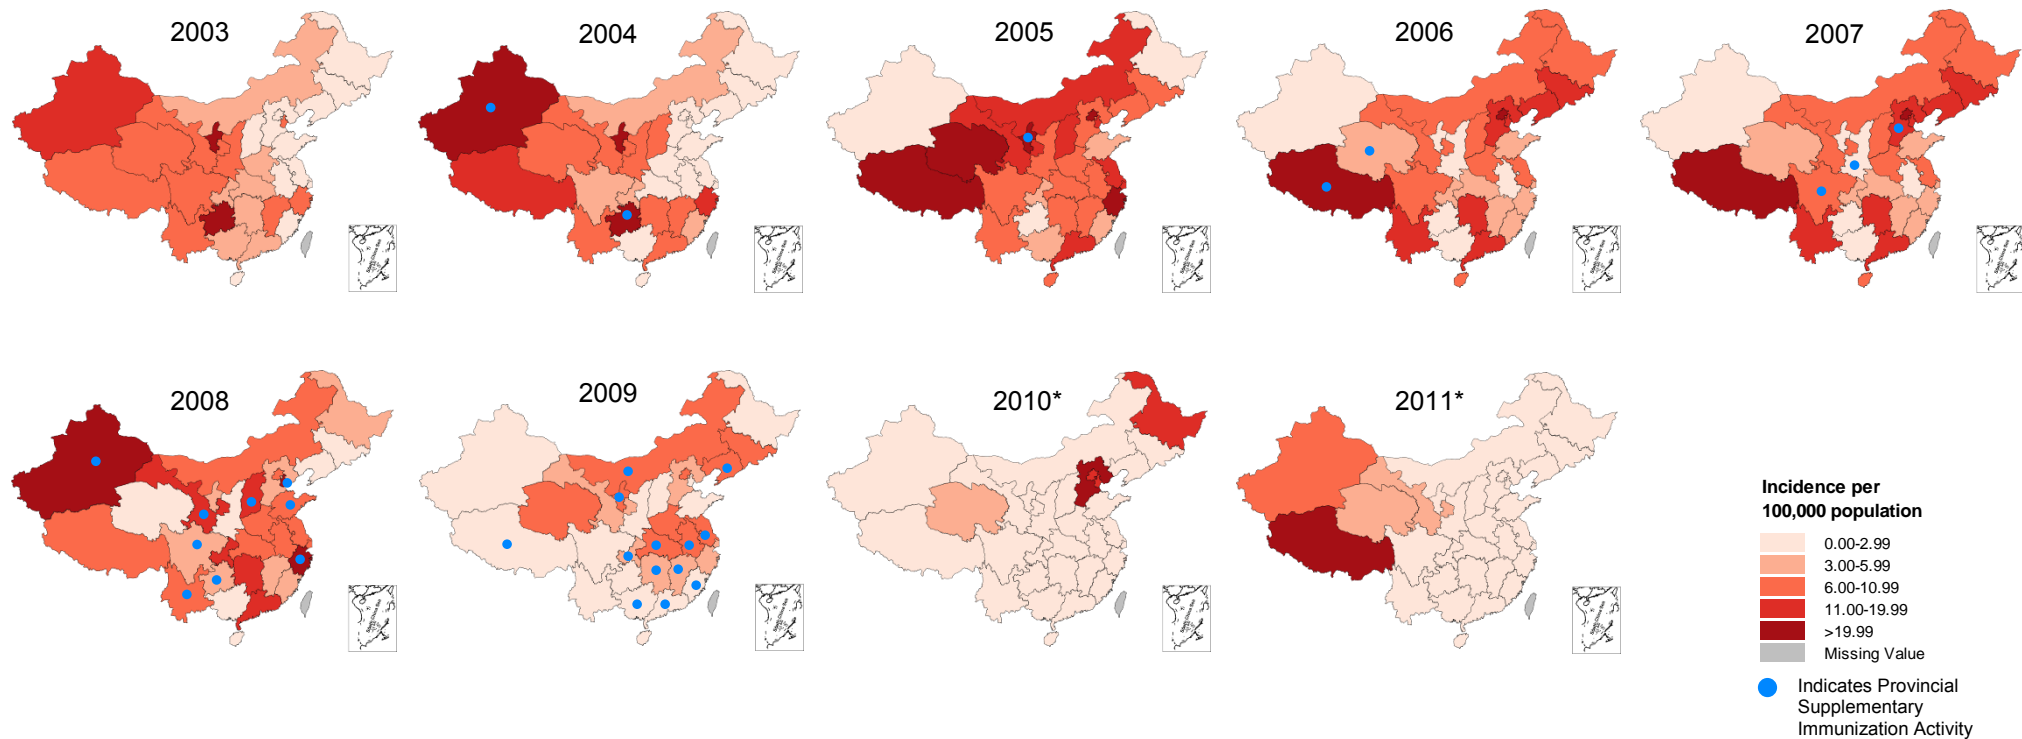 2003
2004
2005
2006
2007
2008
2009
2010*
2011*
Incidence per
100,000 population
0.00-2.99
3.00-5.99
6.00-10.99
11.00-19.99
>19.99
Missing Value
Indicates Provincial
Supplementary
Immunization Activity